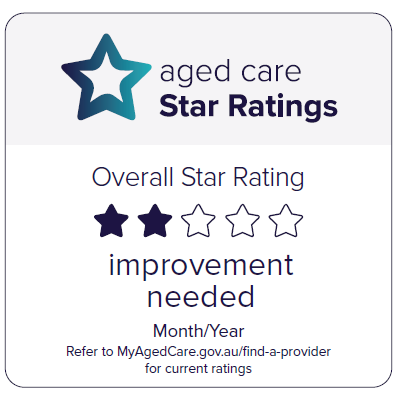 aged care
Star Ratings
Overall Star Rating
improvement
needed
Month/Year
Refer to MyAgedCare.gov.au/find-a-provider
for current ratings